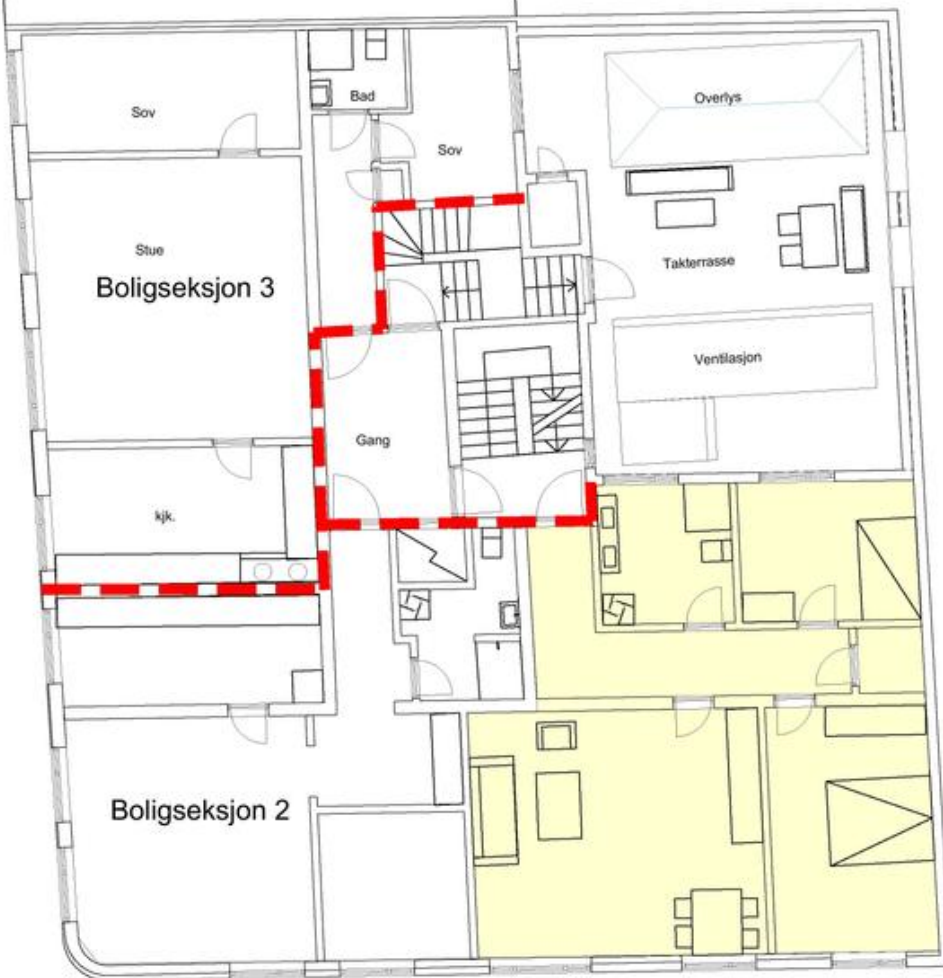 Overlys
Bad
Sov
Sov
Stue
Boligseksjon 3
Takterrasse
Ventilasjon
Gang
kjk.
Boligseksjon 2